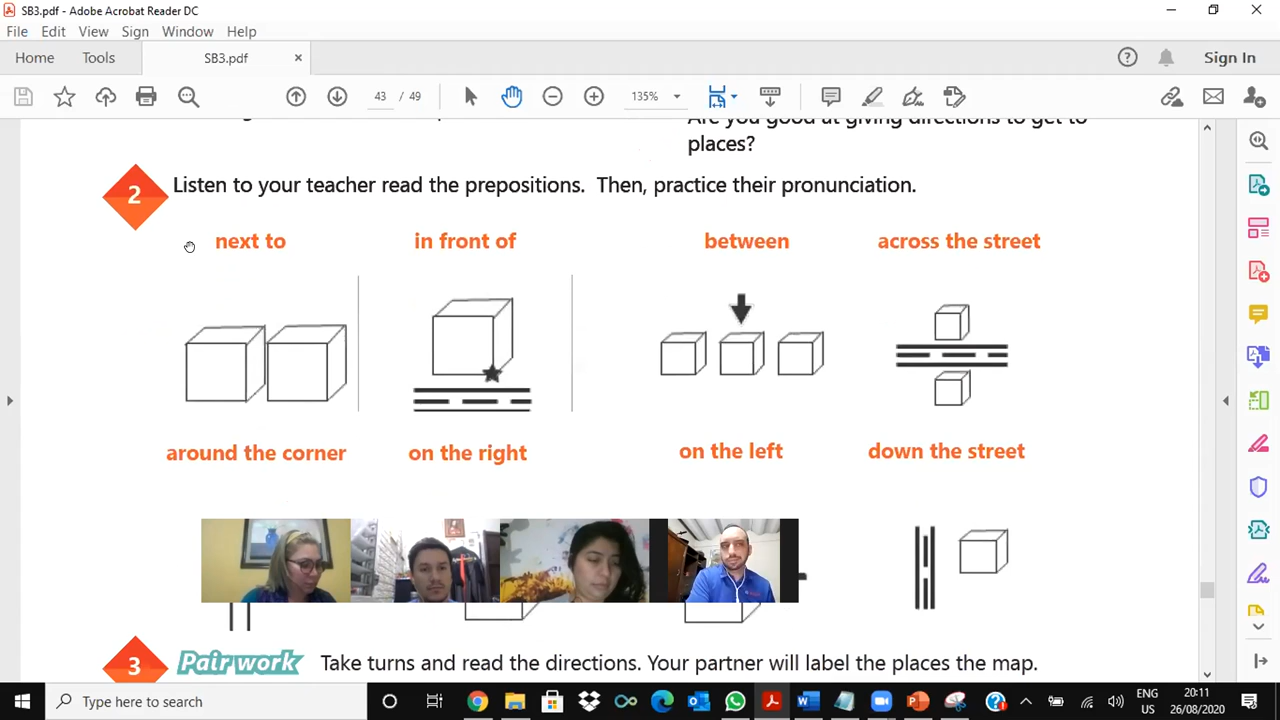 SB3.pdf - Adobe Acrobat Reader DC
File Edit View Sign Window Help
Home Tools SB3.pdf × Sign In
43 / 49 135%
Are you good at giving directions to get to
places?
2 Listen to your teacher read the prepositions. Then, practice their pronunciation.
next to in front of between across the street
around the corner on the right on the left down the street
3 Pair work Take turns and read the directions. Your partner will label the places the map.
Type here to search
ENG 20:11
US 26/08/2020